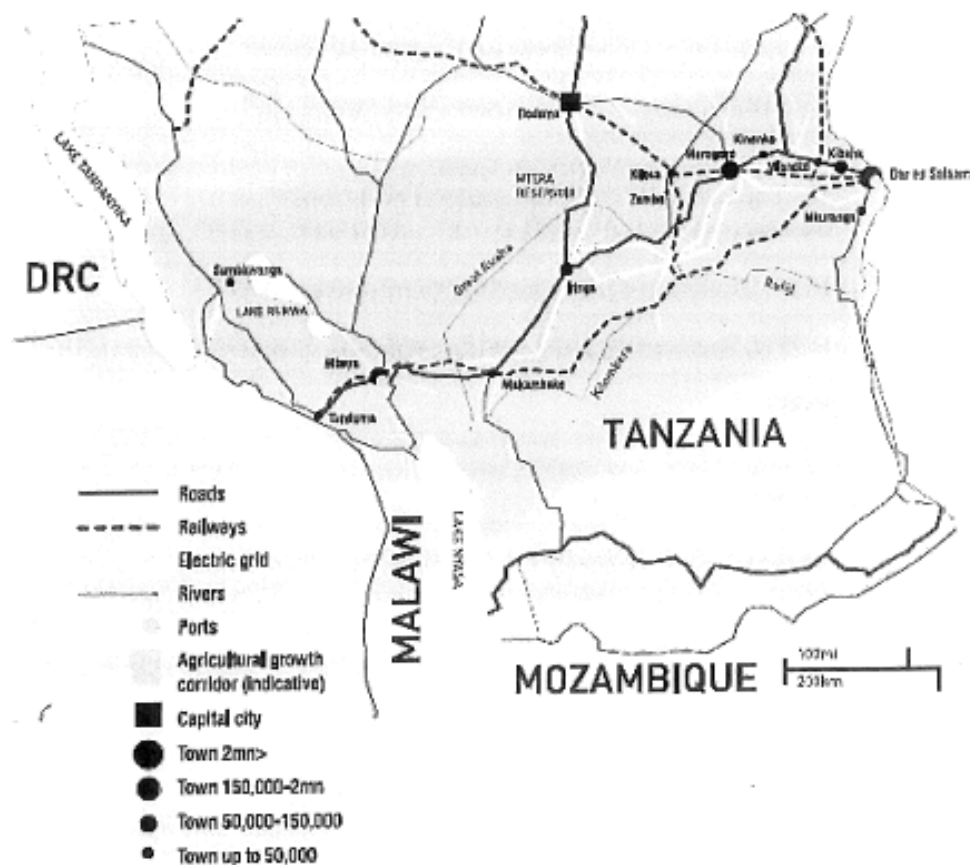 Dodoma
Kinenko
Morogoro
Kibaha
Kilosa
Mlandizi
Dar es Salaam
MTERA
RESERVOIR
Zombo
Mkuranga
LAKE TANGANYIKA
DRC
Sumbawanga
Great Ruaha
Iringa
Rufiji
LAKE RUKWA
Mbeya
Makambako
Kilombero
Tunduma
TANZANIA
Roads
Railways
Electric grid
Rivers
Ports
Agricultural growth
corridor (indicative)
Capital city
Town 2mn>
Town 150,000-2mn
Town 50,000-150,000
Town up to 50,000
MALAWI
LAKE NYASA
MOZAMBIQUE
100mi
200km